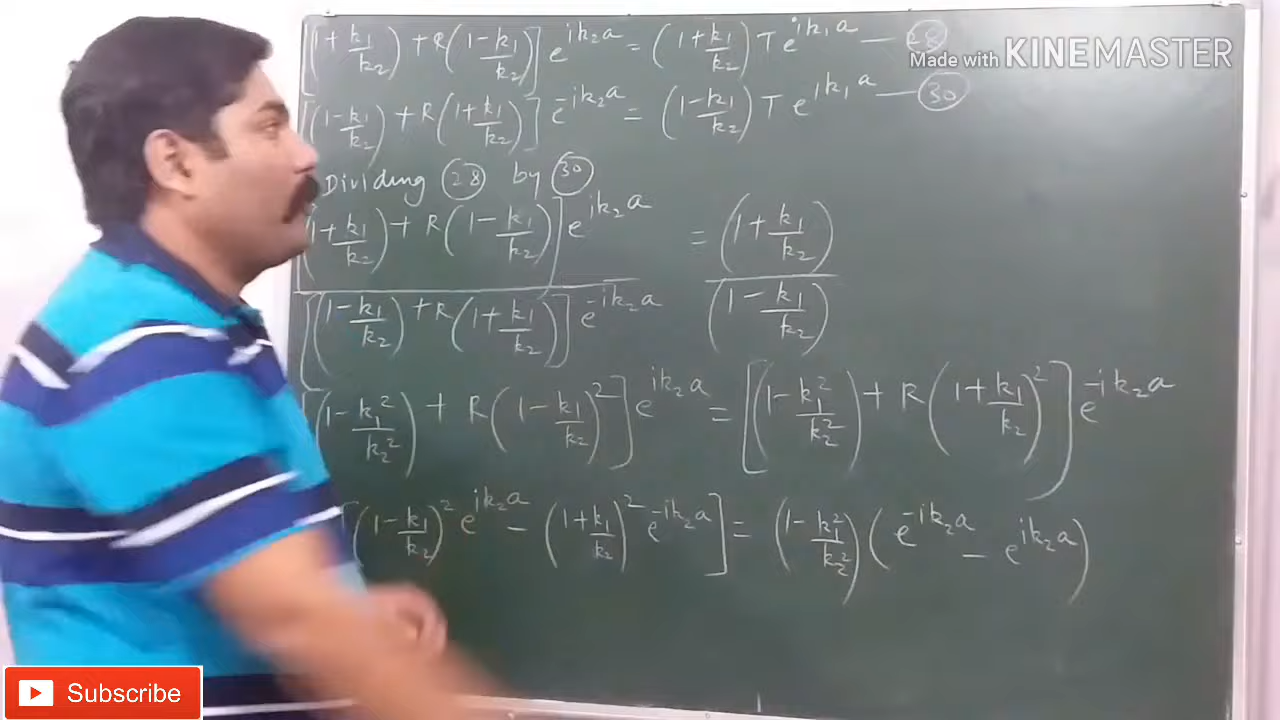 [(1+k₁/k₂) + R(1-k₁/k₂)] e^{ik₂a} = (1+k₁/k₂) T e^{ik₁a} — 28
Made with KINEMASTER
[(1-k₁/k₂) + R(1+k₁/k₂)] e^{-ik₂a} = (1-k₁/k₂) T e^{ik₁a} — 30
Dividing 28 by 30
[(1+k₁/k₂) + R(1-k₁/k₂)] e^{ik₂a} = (1+k₁/k₂)
[(1-k₁/k₂) + R(1+k₁/k₂)] e^{-ik₂a} (1-k₁/k₂)
[(1-k₁²/k₂²) + R(1-k₁/k₂)²] e^{ik₂a} = [(1-k₁²/k₂²) + R(1+k₁/k₂)²] e^{-ik₂a}
[(1-k₁/k₂)² e^{ik₂a} - (1+k₁/k₂)² e^{-ik₂a}] = (1-k₁²/k₂²)(e^{-ik₂a} - e^{ik₂a})
Subscribe